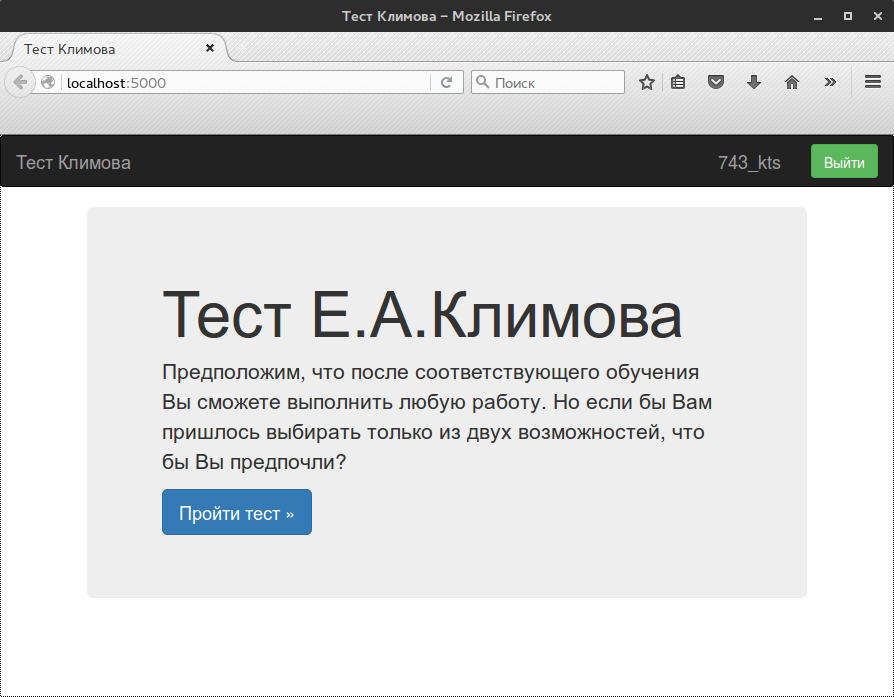 Тест Климова – Mozilla Firefox
Тест Климова
localhost:5000
Поиск
Тест Климова
743_kts
Выйти
Тест Е.А.Климова
Предположим, что после соответствующего обучения
Вы сможете выполнить любую работу. Но если бы Вам
пришлось выбирать только из двух возможностей, что
бы Вы предпочли?
Пройти тест »